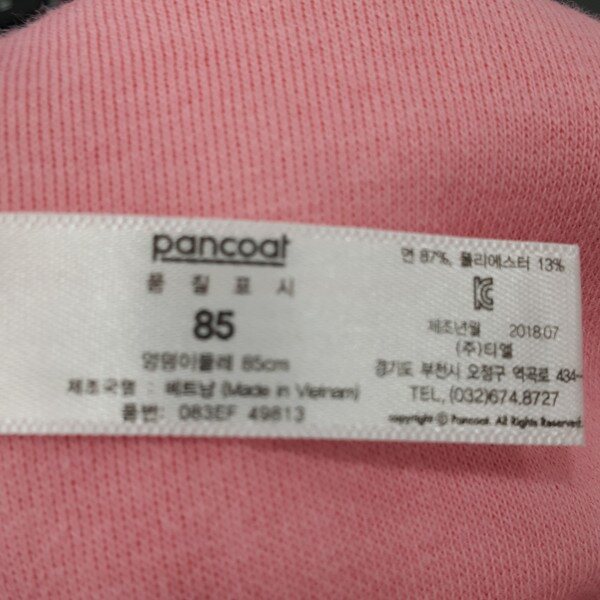 pancoat
품 질 표 시
85
엉덩이둘레 85cm
제조국명 : 베트남 (Made in Vietnam)
품번: 083EF 49813
면 87%, 폴리에스터 13%
제조년월 2018.07
(주)티엘
경기도 부천시 오정구 역곡로 434-
TEL, (032)674.8727
copyright © Pancoat. All Rights Reserved.